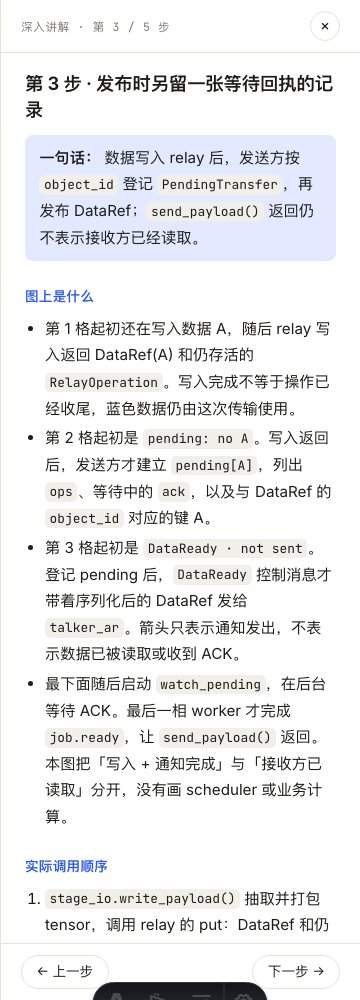 深入讲解 · 第 3 / 5 步
×
第 3 步 · 发布时另留一张等待回执的记
录
一句话： 数据写入 relay 后，发送方按
object_id 登记 PendingTransfer，再
发布 DataRef；send_payload() 返回仍
不表示接收方已经读取。
图上是什么
• 第 1 格起初还在写入数据 A，随后 relay 写
入返回 DataRef(A) 和仍存活的
RelayOperation。写入完成不等于操作已
经收尾，蓝色数据仍由这次传输使用。
• 第 2 格起初是 pending: no A。写入返回
后，发送方才建立 pending[A]，列出
ops、等待中的 ack，以及与 DataRef 的
object_id 对应的键 A。
• 第 3 格起初是 DataReady · not sent。
登记 pending 后，DataReady 控制消息才
带着序列化后的 DataRef 发给
talker_ar。箭头只表示通知发出，不表
示数据已被读取或收到 ACK。
• 最下面随后启动 watch_pending，在后台
等待 ACK。最后一相 worker 才完成
job.ready，让 send_payload() 返回。
本图把「写入 + 通知完成」与「接收方已
读取」分开，没有画 scheduler 或业务计
算。
实际调用顺序
1. stage_io.write_payload() 抽取并打包
tensor，调用 relay 的 put：DataRef 和仍
← 上一步
下一步 →